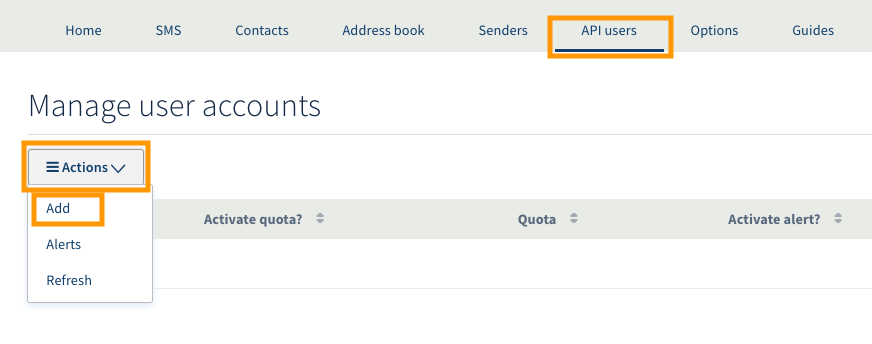 Home SMS Contacts Address book Senders API users Options Guides
Manage user accounts
Actions
Add
Activate quota? Quota Activate alert?
Alerts
Refresh